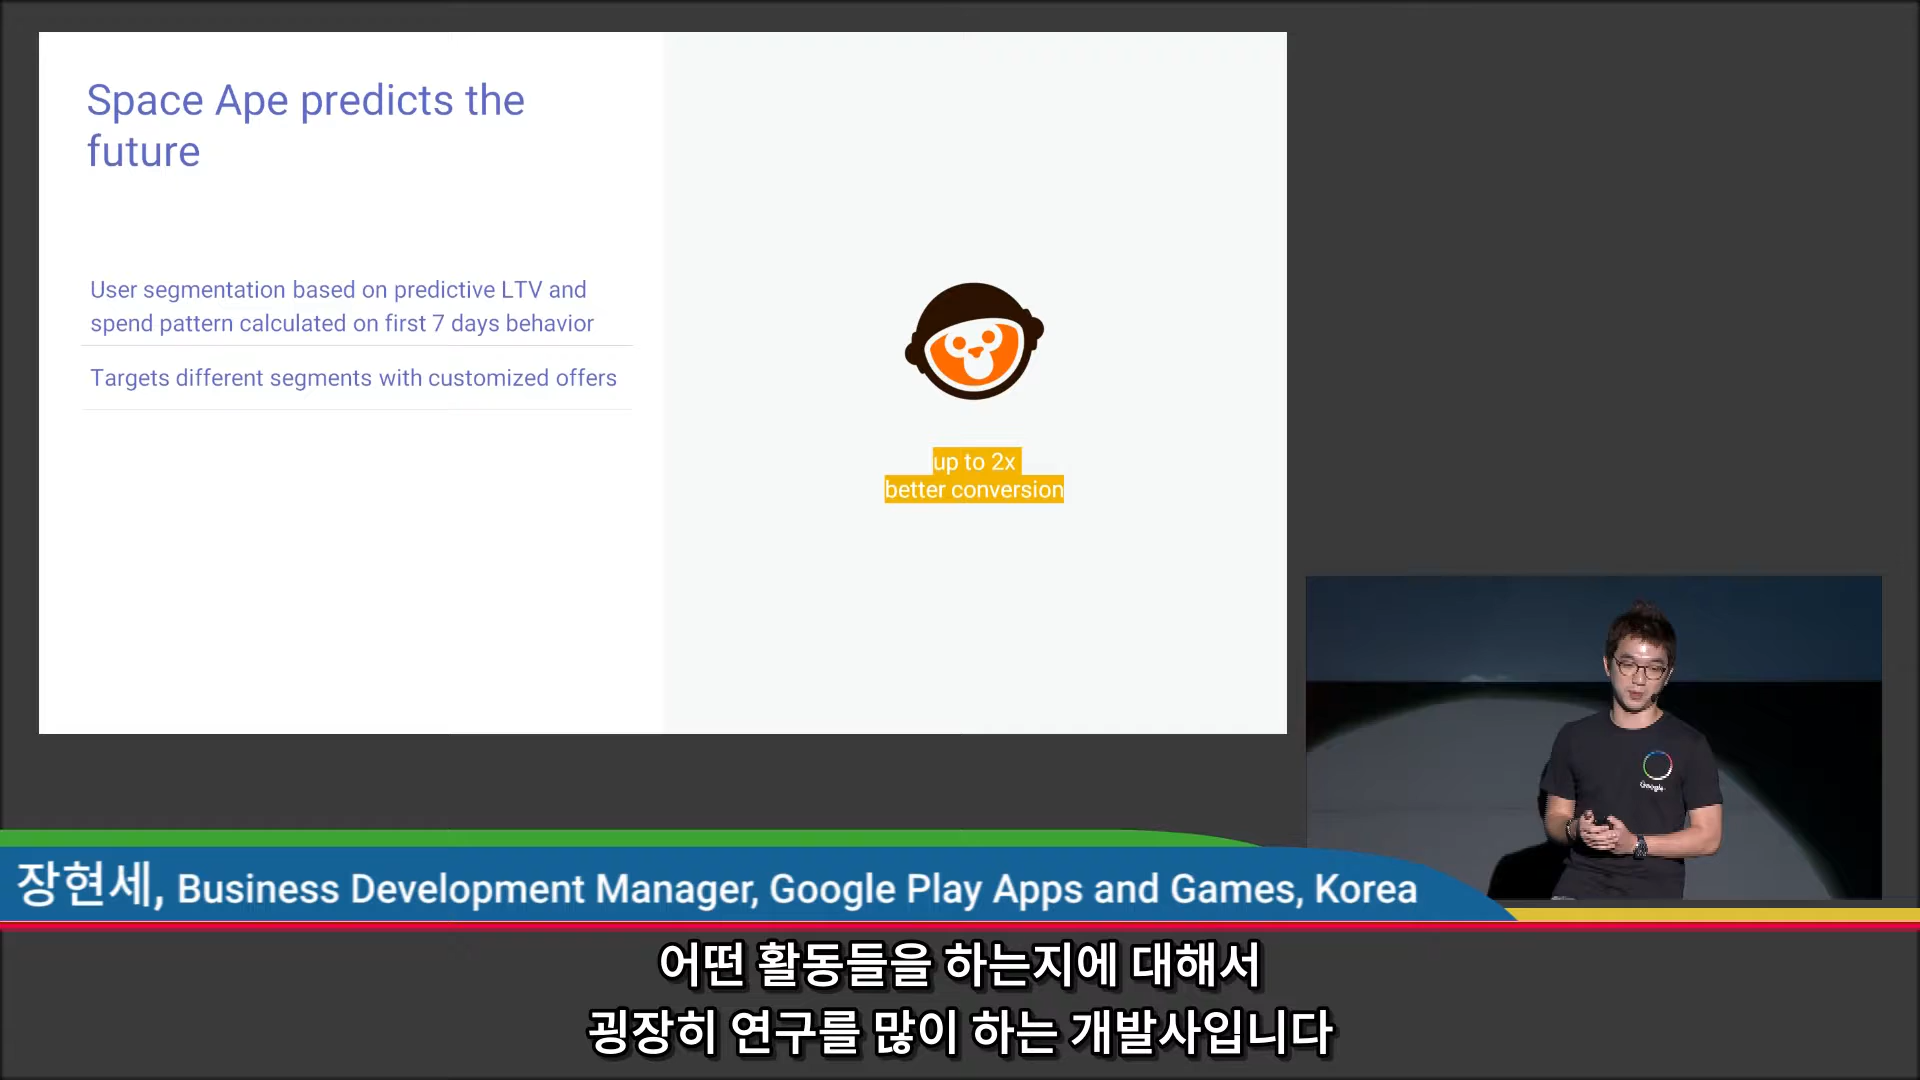 Space Ape predicts the
future
User segmentation based on predictive LTV and
spend pattern calculated on first 7 days behavior
Targets different segments with customized offers
up to 2x
better conversion
Google
장현세, Business Development Manager, Google Play Apps and Games, Korea
어떤 활동들을 하는지에 대해서
굉장히 연구를 많이 하는 개발사입니다